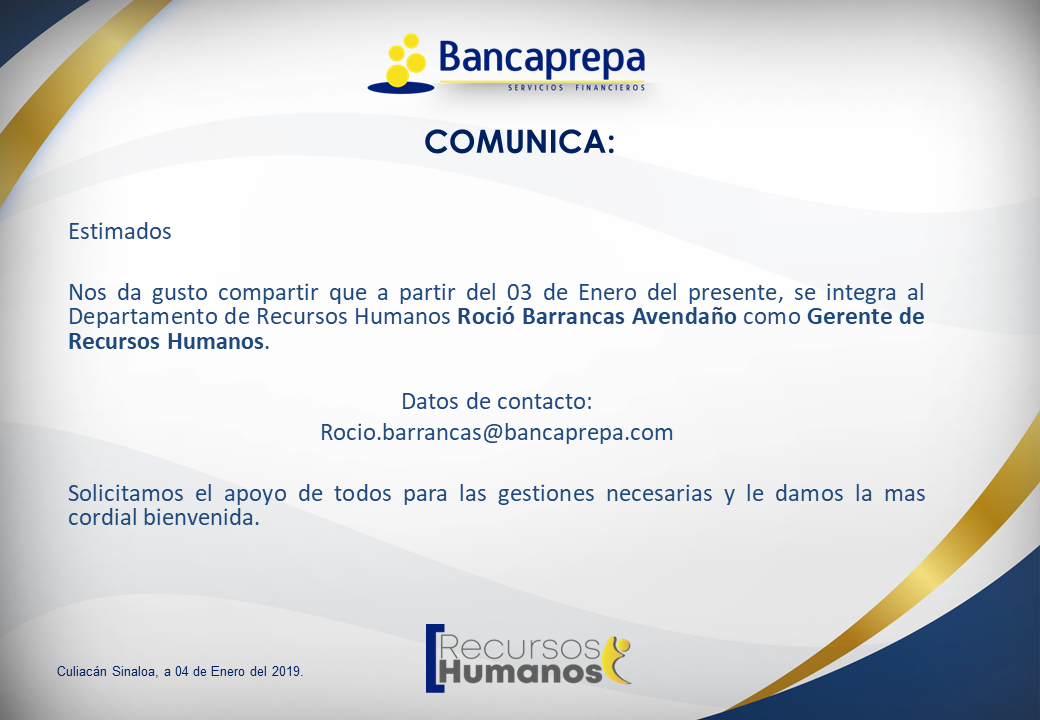 Bancaprepa
SERVICIOS FINANCIEROS
COMUNICA:
Estimados
Nos da gusto compartir que a partir del 03 de Enero del presente, se integra al
Departamento de Recursos Humanos Roció Barrancas Avendaño como Gerente de
Recursos Humanos.
Datos de contacto:
Rocio.barrancas@bancaprepa.com
Solicitamos el apoyo de todos para las gestiones necesarias y le damos la mas
cordial bienvenida.
Recursos
Humanos
Culiacán Sinaloa, a 04 de Enero del 2019.